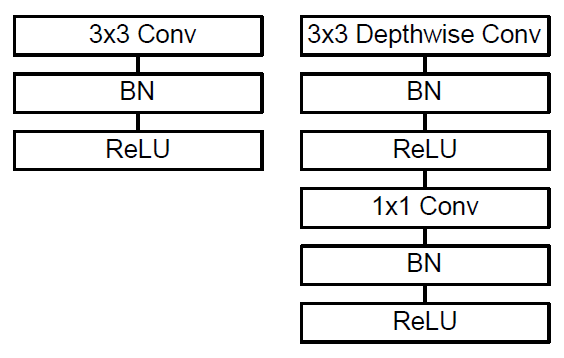 3x3 Conv
BN
ReLU
3x3 Depthwise Conv
BN
ReLU
1x1 Conv
BN
ReLU